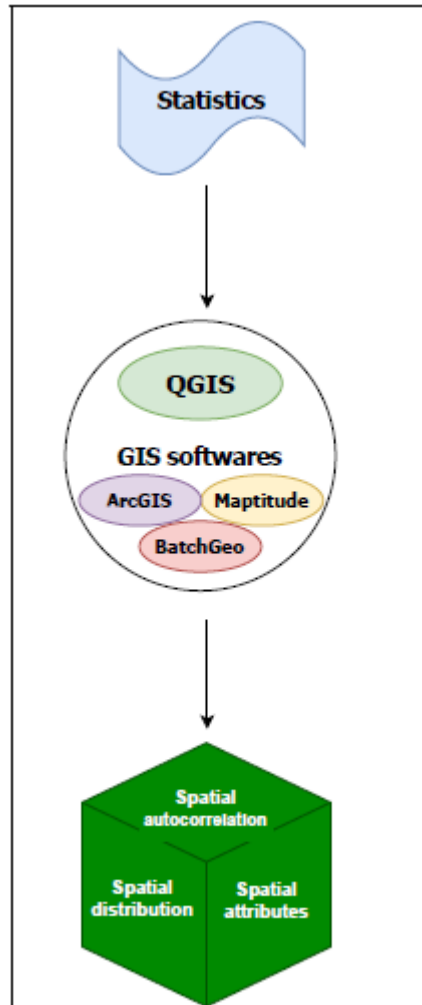 Statistics
QGIS
GIS softwares
ArcGIS
Maptitude
BatchGeo
Spatial
autocorrelation
Spatial
distribution
Spatial
attributes